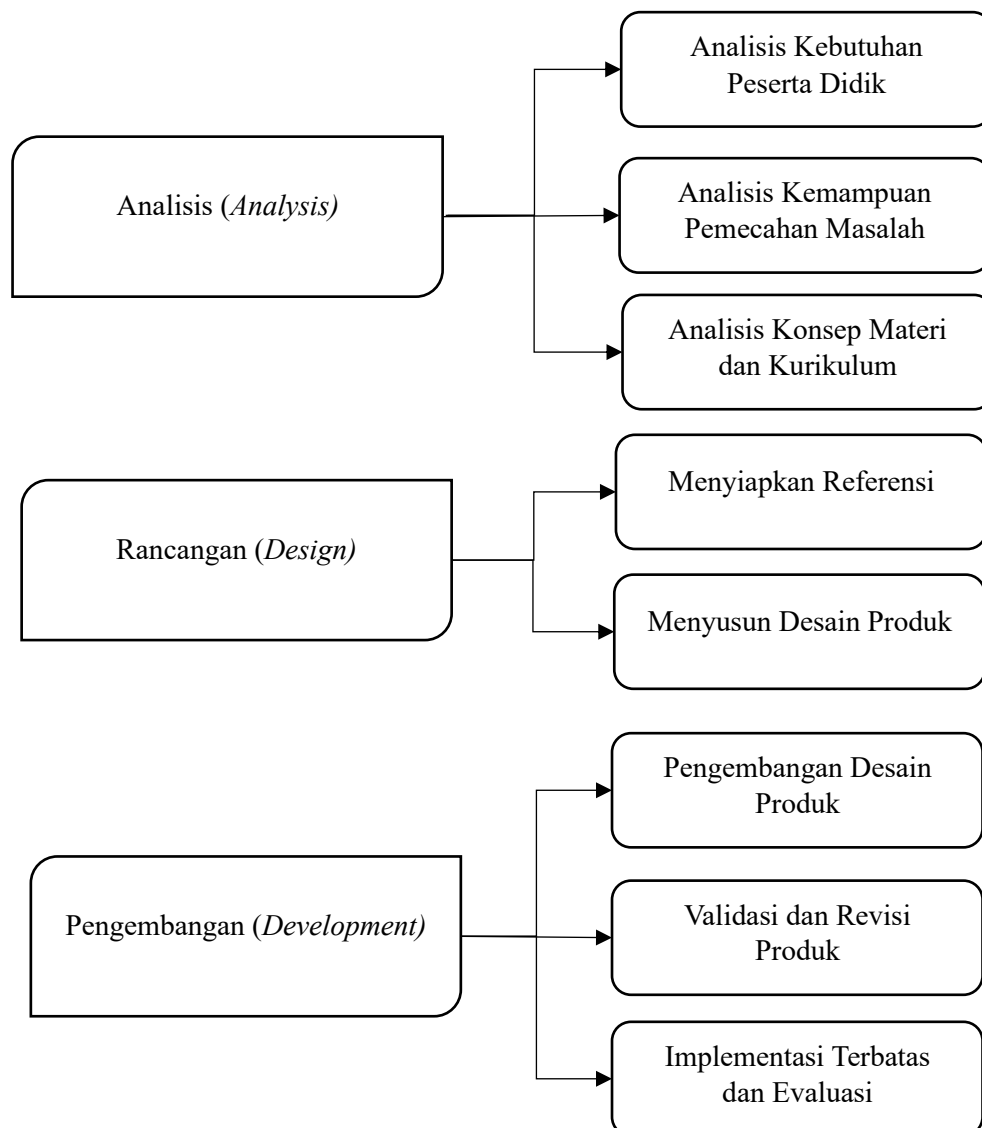 Analisis (Analysis)
Analisis Kebutuhan
Peserta Didik
Analisis Kemampuan
Pemecahan Masalah
Analisis Konsep Materi
dan Kurikulum
Rancangan (Design)
Menyiapkan Referensi
Menyusun Desain Produk
Pengembangan (Development)
Pengembangan Desain
Produk
Validasi dan Revisi
Produk
Implementasi Terbatas
dan Evaluasi